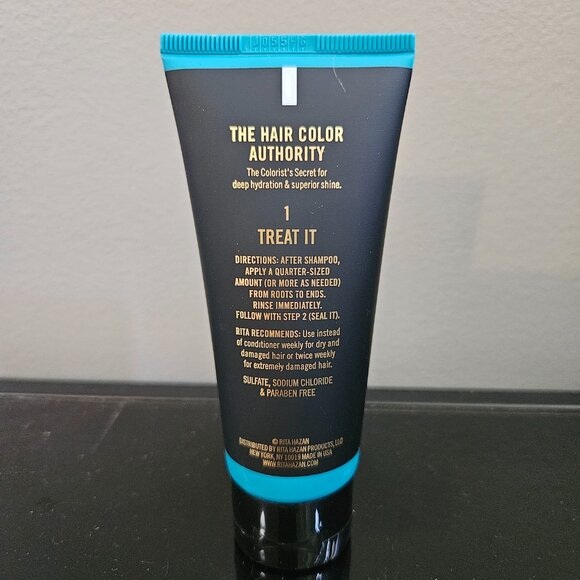 THE HAIR COLOR
AUTHORITY
The Colorist's Secret for
deep hydration & superior shine.
1
TREAT IT
DIRECTIONS: AFTER SHAMPOO,
APPLY A QUARTER-SIZED
AMOUNT (OR MORE AS NEEDED)
FROM ROOTS TO ENDS.
RINSE IMMEDIATELY.
FOLLOW WITH STEP 2 (SEAL IT).
RITA RECOMMENDS: Use instead
of conditioner weekly for dry and
damaged hair or twice weekly
for extremely damaged hair.
SULFATE, SODIUM CHLORIDE
& PARABEN FREE
© RITA HAZAN
DISTRIBUTED BY RITA HAZAN PRODUCTS, LLC
NEW YORK, NY 10019 MADE IN USA
WWW.RITAHAZAN.COM